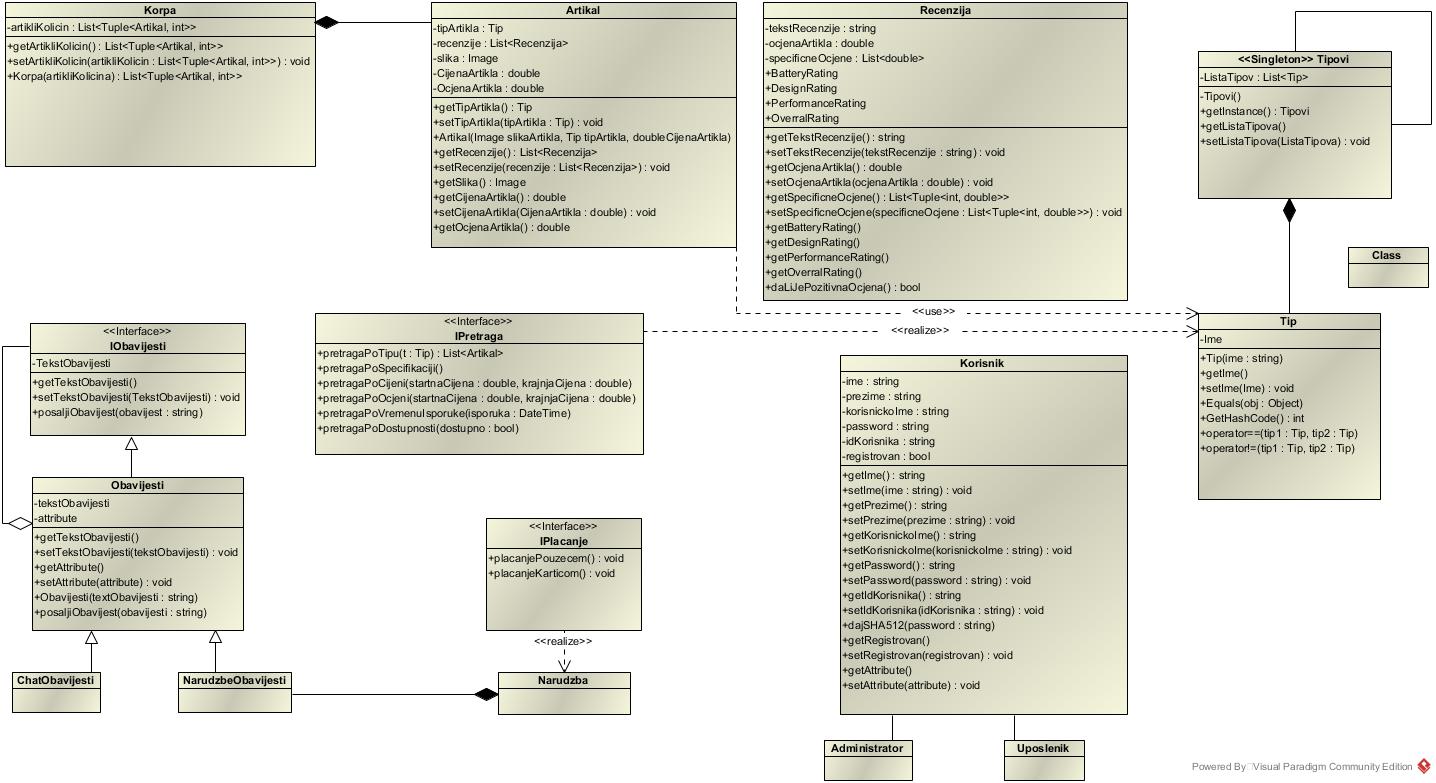 Korpa
-artikliKolicin : List<Tuple<Artikal, int>>
+getArtikliKolicin() : List<Tuple<Artikal, int>>
+setArtikliKolicin(artikliKolicin : List<Tuple<Artikal, int>>) : void
+Korpa(artikliKolicina) : List<Tuple<Artikal, int>>
Artikal
-tipArtikla : Tip
-recenzije : List<Recenzija>
-slika : Image
-CijenaArtikla : double
-OcjenaArtikla : double
+getTipArtikla() : Tip
+setTipArtikla(tipArtikla : Tip) : void
+Artikal(Image slikaArtikla, Tip tipArtikla, doubleCijenaArtikla)
+getRecenzije() : List<Recenzija>
+setRecenzije(recenzije : List<Recenzija>) : void
+getSlika() : Image
+getCijenaArtikla() : double
+setCijenaArtikla(CijenaArtikla : double) : void
+getOcjenaArtikla() : double
Recenzija
-tekstRecenzije : string
-ocjenaArtikla : double
-specificneOcjene : List<double>
+BatteryRating
+DesignRating
+PerformanceRating
+OverralRating
+getTekstRecenzije() : string
+setTekstRecenzije(tekstRecenzije : string) : void
+getOcjenaArtikla() : double
+setOcjenaArtikla(ocjenaArtikla : double) : void
+getSpecificneOcjene() : List<Tuple<int, double>>
+setSpecificneOcjene(specificneOcjene : List<Tuple<int, double>>) : void
+getBatteryRating()
+getDesignRating()
+getPerformanceRating()
+getOverralRating()
+daLiJePozitivnaOcjena() : bool
<<Singleton>> Tipovi
-ListaTipov : List<Tip>
-Tipovi()
+getInstance() : Tipovi
+getListaTipova()
+setListaTipova(ListaTipova) : void
Class
<<use>>
<<realize>>
<<Interface>>
IObavijesti
-TekstObavijesti
+getTekstObavijesti()
+setTekstObavijesti(TekstObavijesti) : void
+posaljiObavijest(obavijest : string)
<<Interface>>
IPretraga
+pretragaPoTipu(t : Tip) : List<Artikal>
+pretragaPoSpecifikaciji()
+pretragaPoCijeni(startnaCijena : double, krajnjaCijena : double)
+pretragaPoOcjeni(startnaCijena : double, krajnjaCijena : double)
+pretragaPoVremenuIsporuke(isporuka : DateTime)
+pretragaPoDostupnosti(dostupno : bool)
Tip
-Ime
+Tip(ime : string)
+getIme()
+setIme(Ime) : void
+Equals(obj : Object)
+GetHashCode() : int
+operator==(tip1 : Tip, tip2 : Tip)
+operator!=(tip1 : Tip, tip2 : Tip)
Korisnik
-ime : string
-prezime : string
-korisnickoIme : string
-password : string
-idKorisnika : string
-registrovan : bool
+getIme() : string
+setIme(ime : string) : void
+getPrezime() : string
+setPrezime(prezime : string) : void
+getKorisnickoIme() : string
+setKorisnickoIme(korisnickoIme : string) : void
+getPassword() : string
+setPassword(password : string) : void
+getIdKorisnika() : string
+setIdKorisnika(idKorisnika : string) : void
+dajSHA512(password : string)
+getRegistrovan()
+setRegistrovan(registrovan) : void
+getAttribute()
+setAttribute(attribute) : void
Obavijesti
-tekstObavijesti
-attribute
+getTekstObavijesti()
+setTekstObavijesti(tekstObavijesti) : void
+getAttribute()
+setAttribute(attribute) : void
+Obavijesti(textObavijesti : string)
+posaljiObavijest(obavijesti : string)
<<Interface>>
IPlacanje
+placanjePouzecem() : void
+placanjeKarticom() : void
<<realize>>
ChatObavijesti
NarudzbeObavijesti
Narudzba
Administrator
Uposlenik
Powered By Visual Paradigm Community Edition